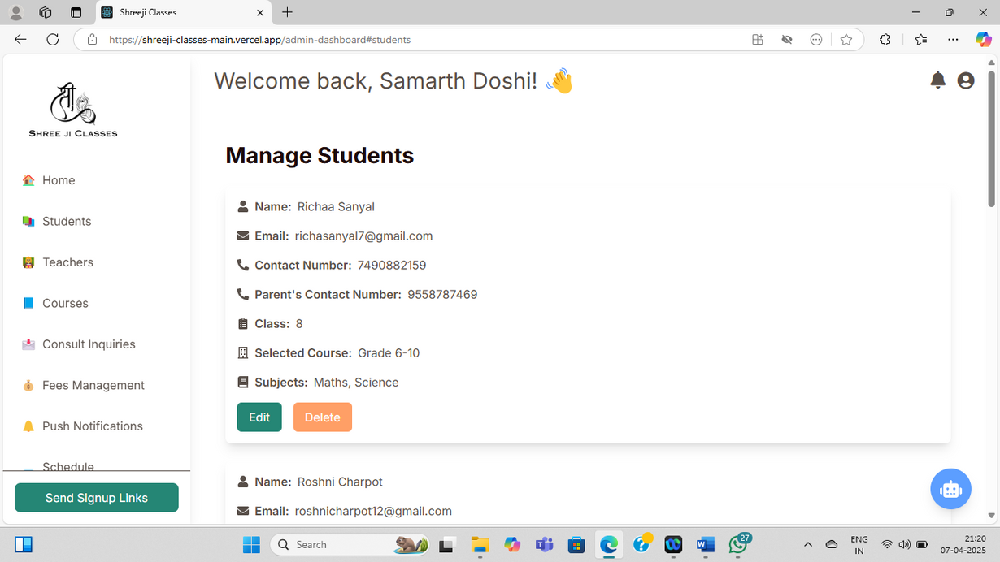 Shreeji Classes
https://shreeji-classes-main.vercel.app/admin-dashboard#students
श्री
SHREE JI CLASSES
Welcome back, Samarth Doshi! 👋
Home
Students
Teachers
Courses
Consult Inquiries
Fees Management
Push Notifications
Schedule
Send Signup Links
Manage Students
Name: Richaa Sanyal
Email: richasanyal7@gmail.com
Contact Number: 7490882159
Parent's Contact Number: 9558787469
Class: 8
Selected Course: Grade 6-10
Subjects: Maths, Science
Edit
Delete
Name: Roshni Charpot
Email: roshnicharpot12@gmail.com
Search
27
ENG
IN
21:20
07-04-2025